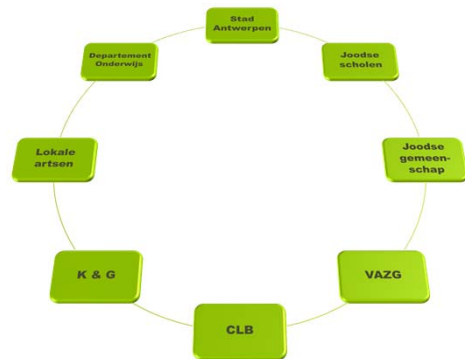 Stad
Antwerpen
Joodse
scholen
Joodse
gemeen-
schap
VAZG
CLB
K & G
Lokale
artsen
Departement
Onderwijs